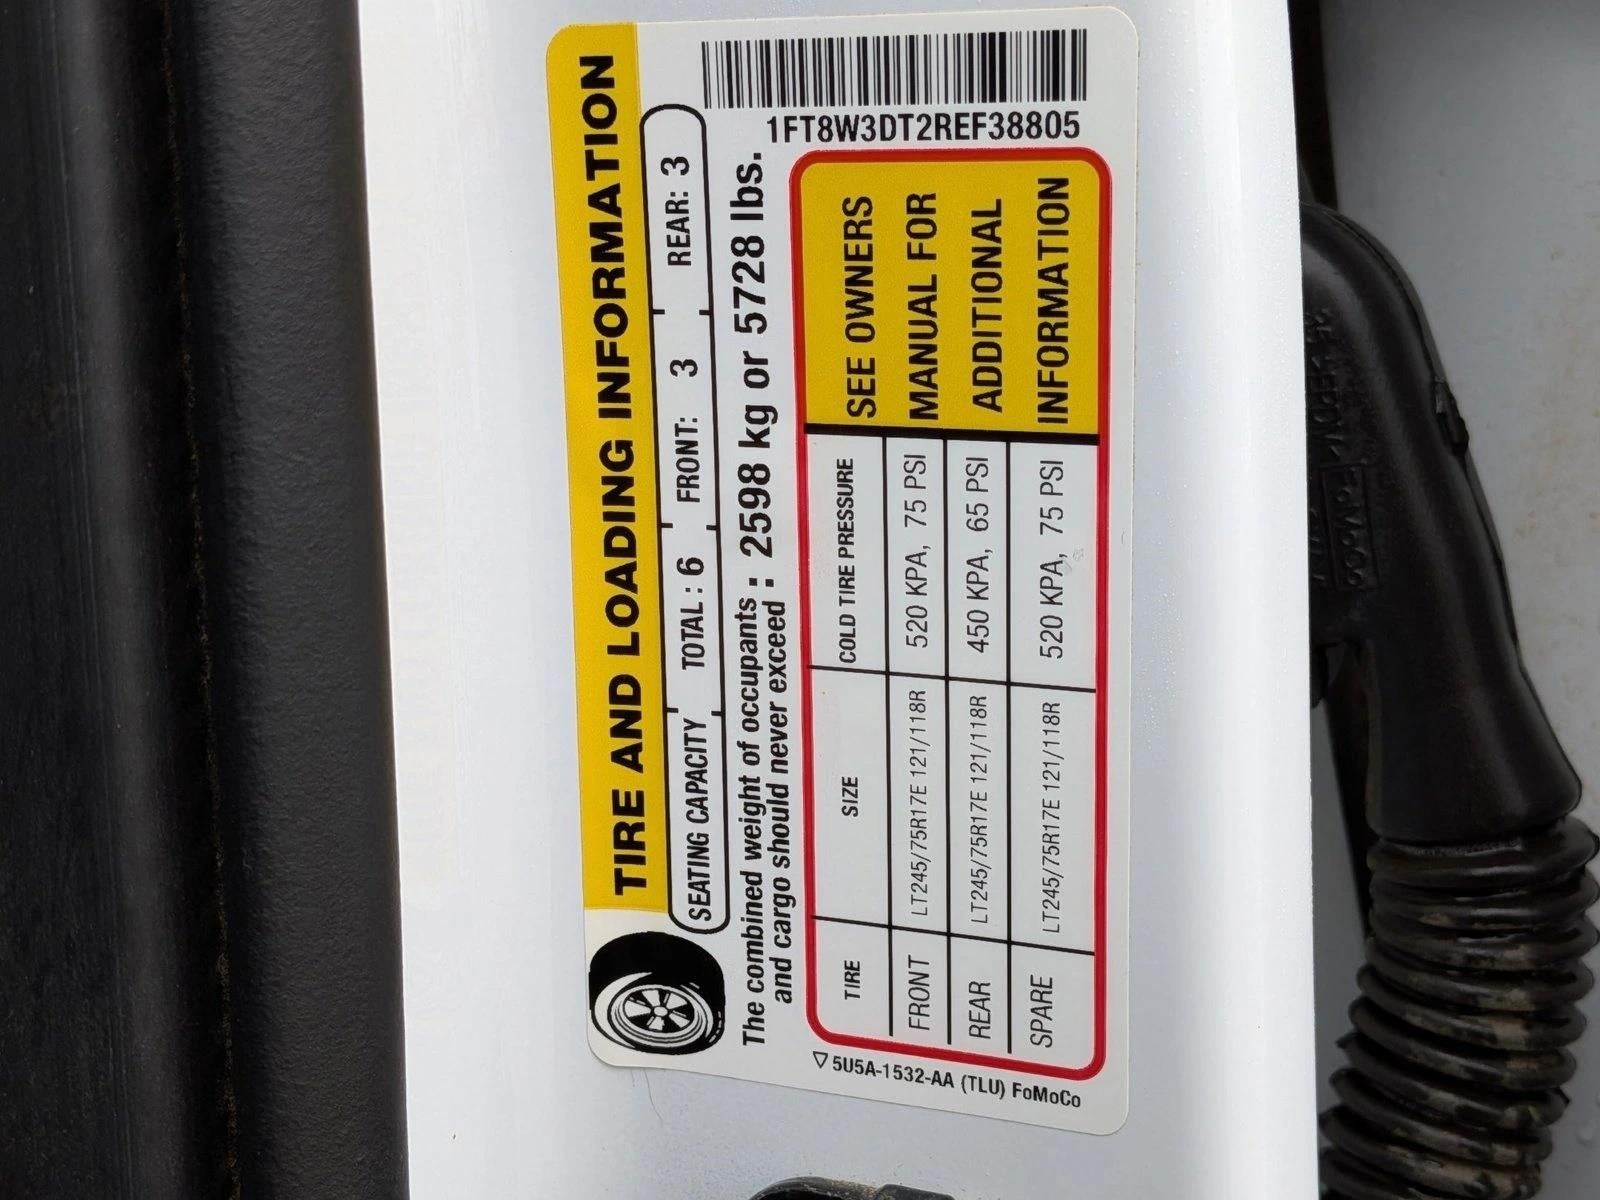 TIRE AND LOADING INFORMATION
SEATING CAPACITY TOTAL : 6 FRONT: 3 REAR: 3
The combined weight of occupants
and cargo should never exceed : 2598 kg or 5728 lbs.
1FT8W3DT2REF38805
TIRE SIZE COLD TIRE PRESSURE
FRONT LT245/75R17E 121/118R 520 KPA, 75 PSI
REAR LT245/75R17E 121/118R 450 KPA, 65 PSI
SPARE LT245/75R17E 121/118R 520 KPA, 75 PSI
SEE OWNERS
MANUAL FOR
ADDITIONAL
INFORMATION
5U5A-1532-AA (TLU) FoMoCo